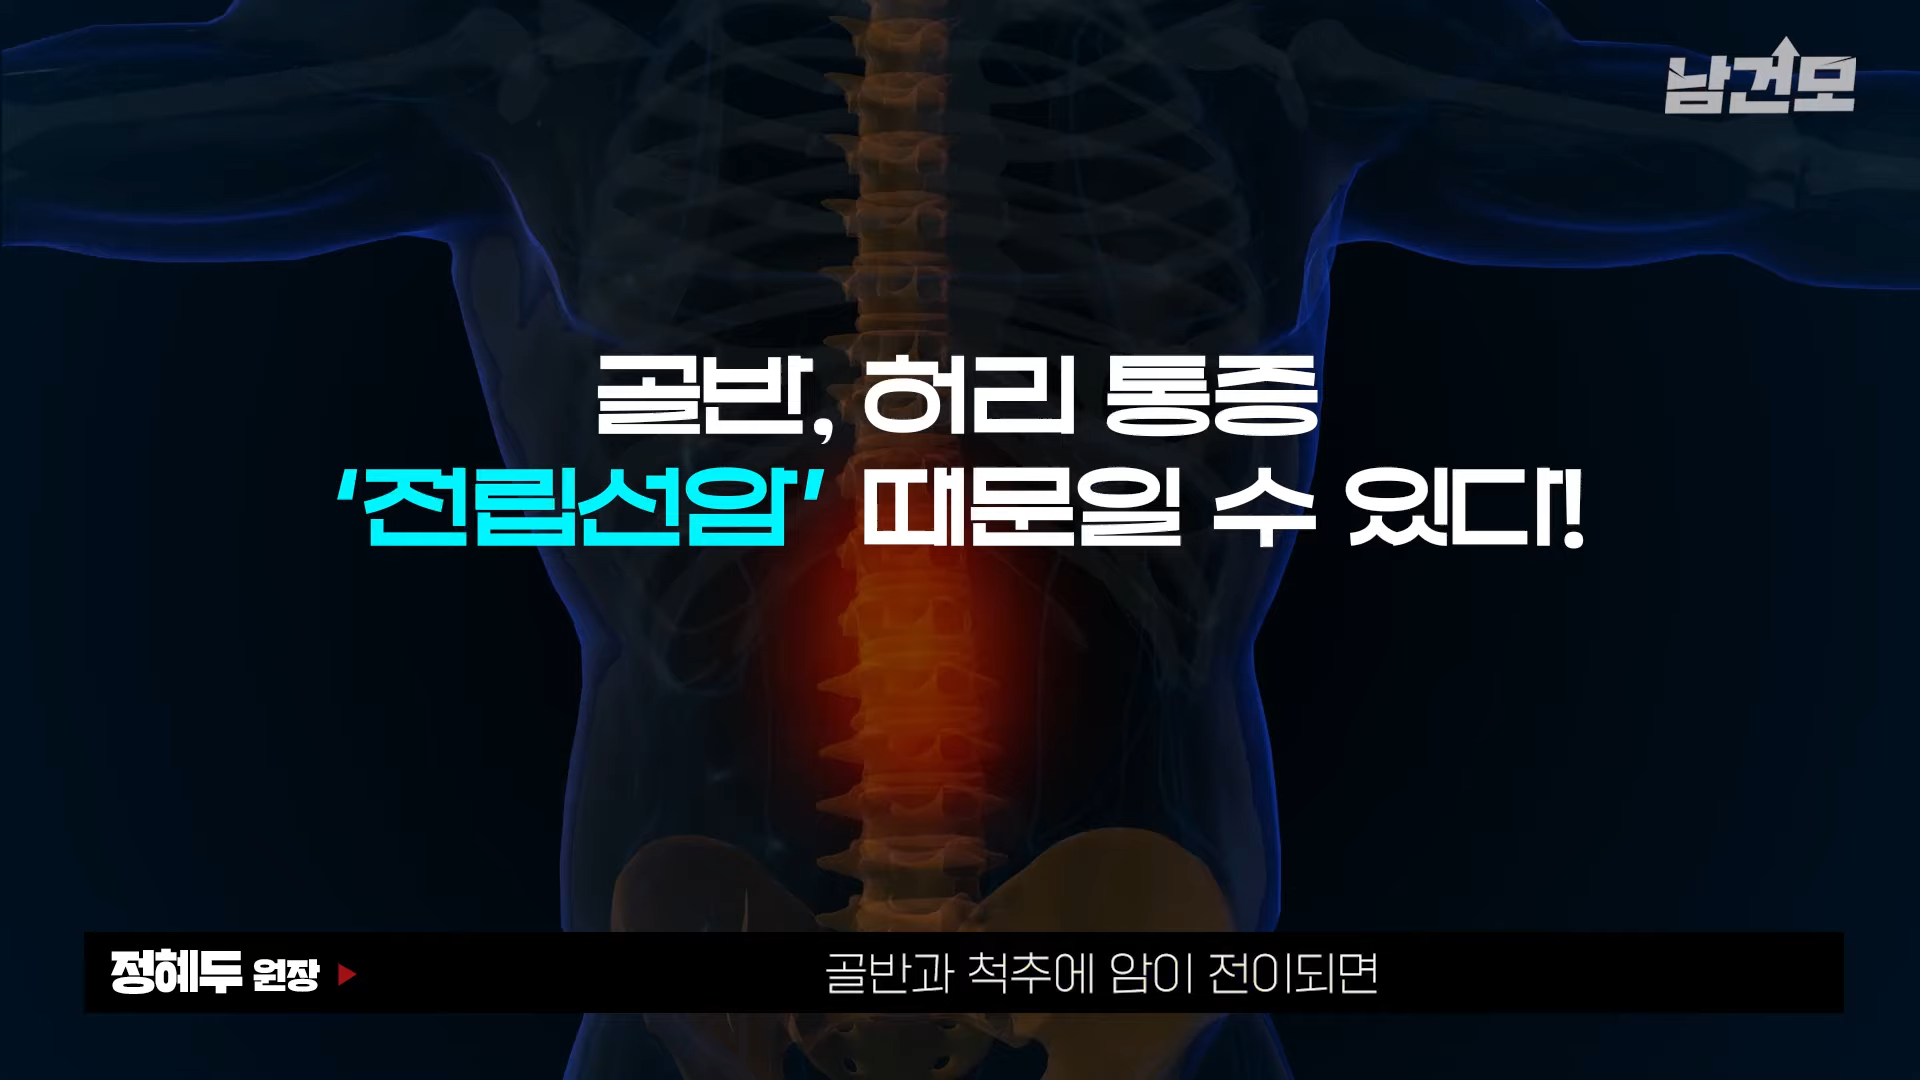 남건모
골반, 허리 통증
'전립선암' 때문일 수 있다!
정혜두 원장 ▶ 골반과 척추에 암이 전이되면